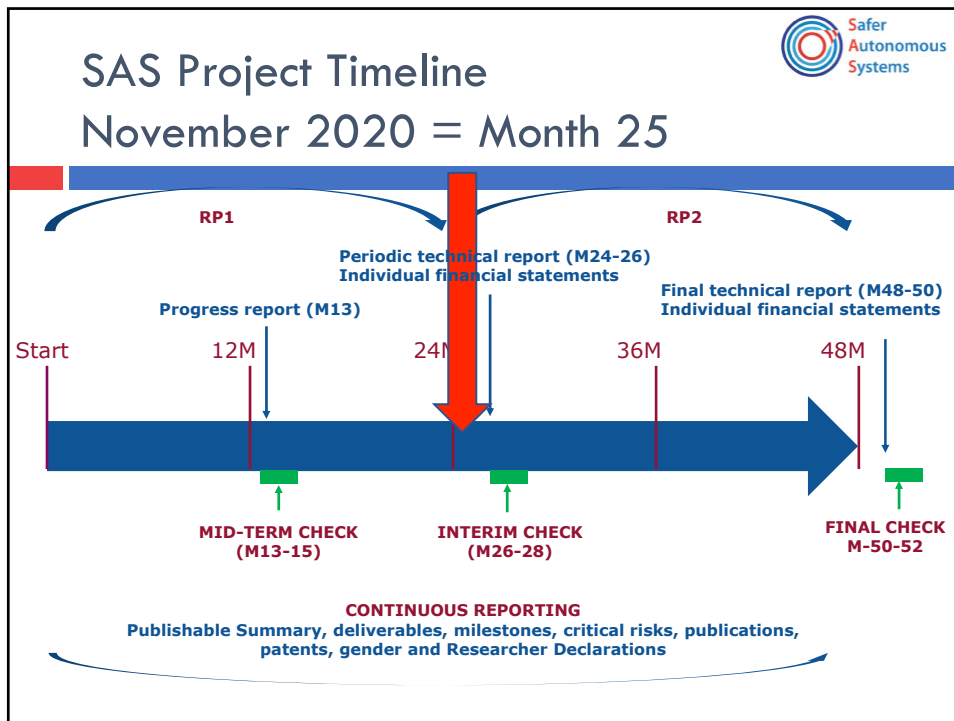 Safer
Autonomous
Systems
SAS Project Timeline
November 2020 = Month 25
RP1
RP2
Periodic technical report (M24-26)
Individual financial statements
Final technical report (M48-50)
Individual financial statements
Progress report (M13)
Start
12M
24M
36M
48M
MID-TERM CHECK
(M13-15)
INTERIM CHECK
(M26-28)
FINAL CHECK
M-50-52
CONTINUOUS REPORTING
Publishable Summary, deliverables, milestones, critical risks, publications,
patents, gender and Researcher Declarations